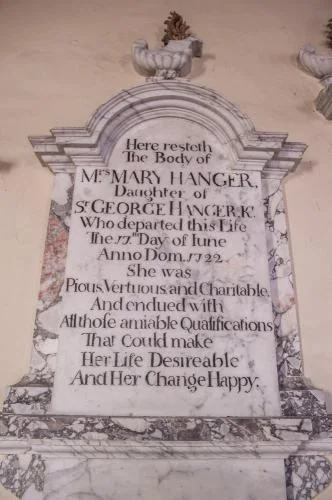 Here resteth
The Body of
Mrs MARY HANGER,
Daughter of
Sr GEORGE HANGER, Kt.
Who departed this Life
The 17th Day of Iune
Anno Dom. 1722.
She was
Pious, Vertuous, and Charitable,
And endued with
All thoſe amiable Qualifications
That Could make
Her Life Desireable
And Her Change Happy.